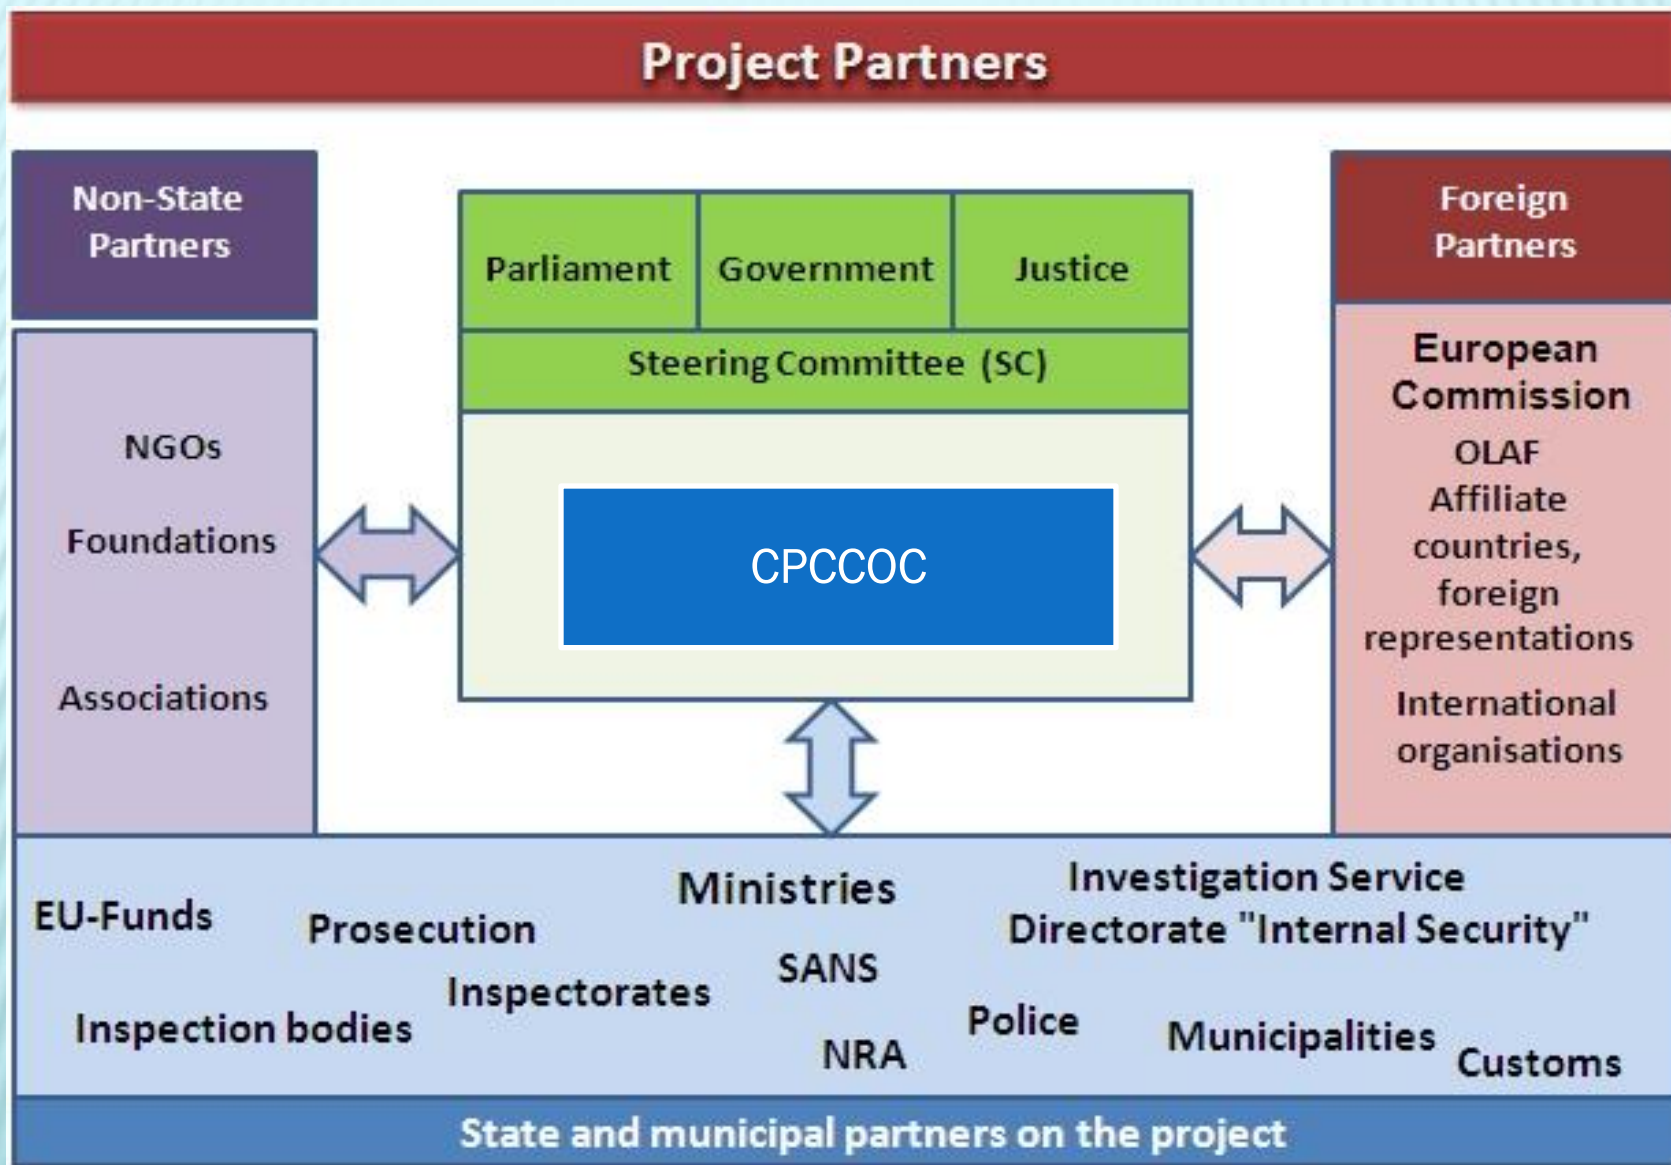 Project Partners
Non-State
Partners
NGOs
Foundations
Associations
Parliament
Government
Justice
Steering Committee (SC)
CPCCOC
Foreign
Partners
European
Commission
OLAF
Affiliate
countries,
foreign
representations
International
organisations
EU-Funds
Prosecution
Ministries
Investigation Service
Directorate "Internal Security"
Inspection bodies
Inspectorates
SANS
NRA
Police
Municipalities
Customs
State and municipal partners on the project